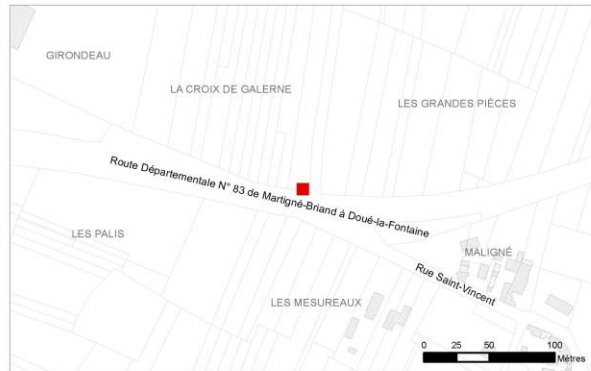 GIRONDEAU
LA CROIX DE GALERNE
LES GRANDES PIÈCES
Route Départementale N° 83 de Martigné-Briand à Doué-la-Fontaine
LES PALIS
MALIGNÉ
Rue Saint-Vincent
LES MESUREAUX
0 25 50 100
Mètres